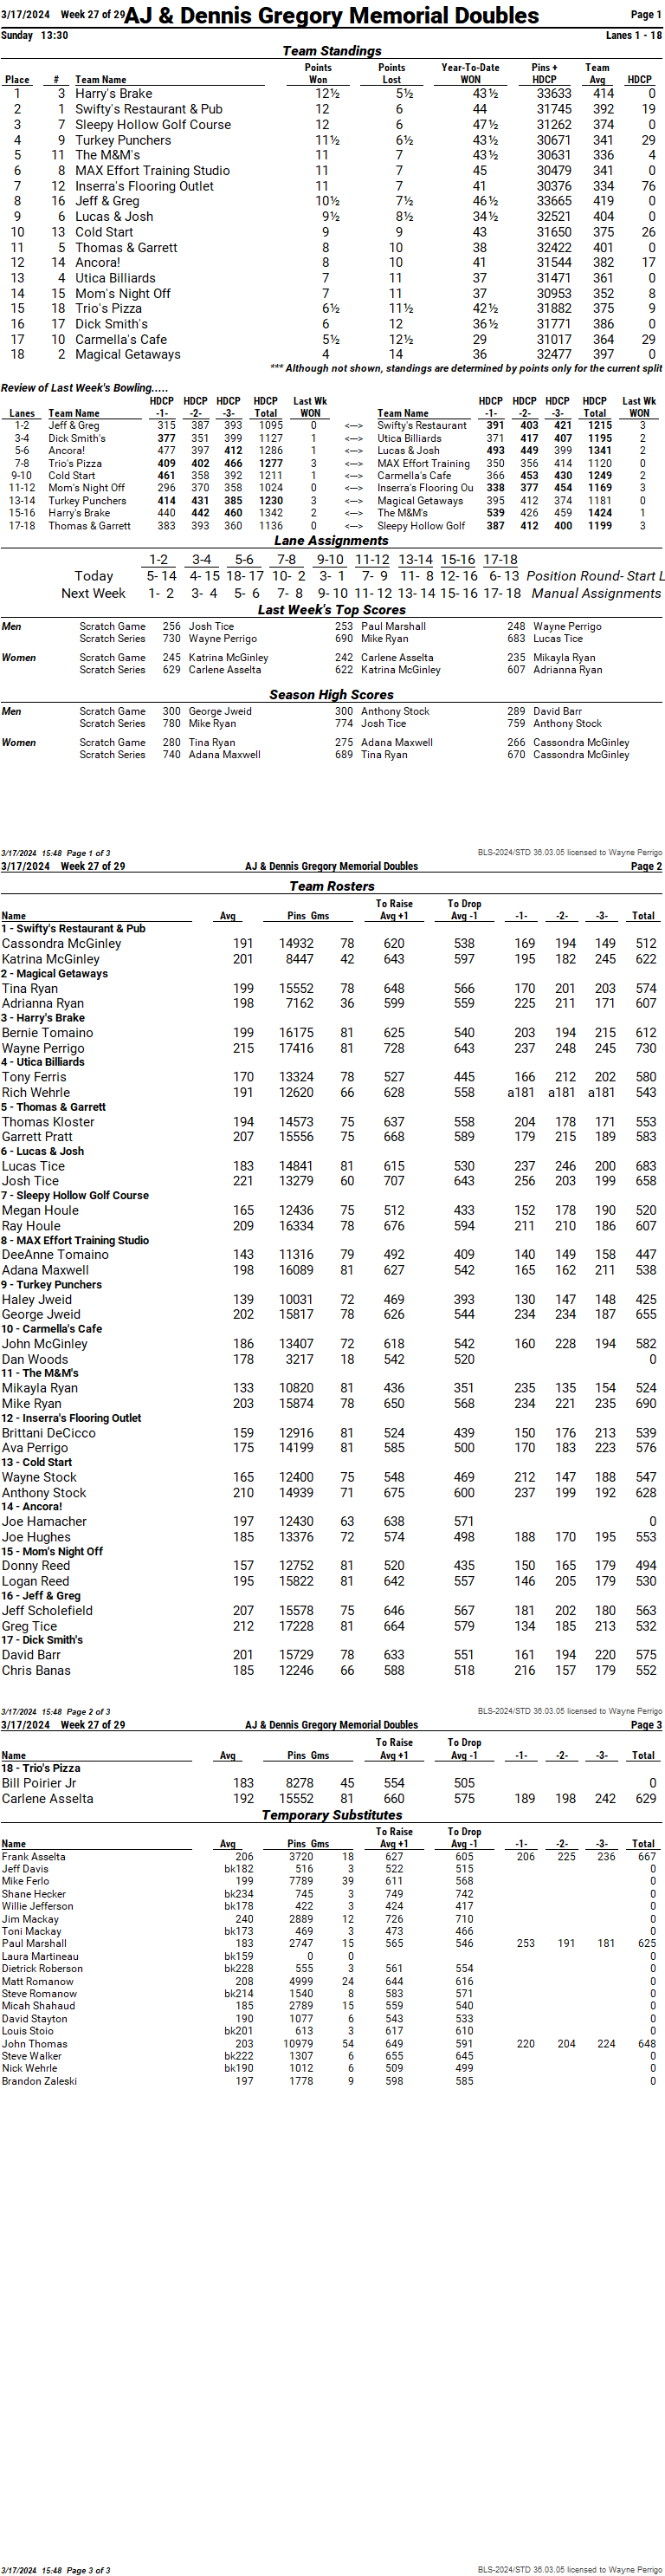 3/17/2024 Week 27 of 29 AJ & Dennis Gregory Memorial Doubles Page 1
Sunday 13:30 Lanes 1 - 18
Team Standings
Points Points Year-To-Date Pins + Team
Place # Team Name Won Lost WON HDCP Avg HDCP
1 3 Harry's Brake 12½ 5½ 43½ 33633 414 0
2 1 Swifty's Restaurant & Pub 12 6 44 31745 392 19
3 7 Sleepy Hollow Golf Course 12 6 47½ 31262 374 0
4 9 Turkey Punchers 11½ 6½ 43½ 30671 341 29
5 11 The M&M's 11 7 43½ 30631 336 4
6 8 MAX Effort Training Studio 11 7 45 30479 341 0
7 12 Inserra's Flooring Outlet 11 7 41 30376 334 76
8 16 Jeff & Greg 10½ 7½ 46½ 33665 419 0
9 6 Lucas & Josh 9½ 8½ 34½ 32521 404 0
10 13 Cold Start 9 9 43 31650 375 26
11 5 Thomas & Garrett 8 10 38 32422 401 0
12 14 Ancora! 8 10 41 31544 382 17
13 4 Utica Billiards 7 11 37 31471 361 0
14 15 Mom's Night Off 7 11 37 30953 352 8
15 18 Trio's Pizza 6½ 11½ 42½ 31882 375 9
16 17 Dick Smith's 6 12 36½ 31771 386 0
17 10 Carmella's Cafe 5½ 12½ 29 31017 364 29
18 2 Magical Getaways 4 14 36 32477 397 0
*** Although not shown, standings are determined by points only for the current split
Review of Last Week's Bowling.....
HDCP HDCP HDCP HDCP Last Wk HDCP HDCP HDCP HDCP Last Wk
Lanes Team Name -1- -2- -3- Total WON Team Name -1- -2- -3- Total WON
1-2 Jeff & Greg 315 387 393 1095 0 <---> Swifty's Restaurant 391 403 421 1215 3
3-4 Dick Smith's 377 351 399 1127 1 <---> Utica Billiards 371 417 407 1195 2
5-6 Ancora! 477 397 412 1286 1 <---> Lucas & Josh 493 449 399 1341 2
7-8 Trio's Pizza 409 402 466 1277 3 <---> MAX Effort Training 350 356 414 1120 0
9-10 Cold Start 461 358 392 1211 1 <---> Carmella's Cafe 366 453 430 1249 2
11-12 Mom's Night Off 296 370 358 1024 0 <---> Inserra's Flooring Ou 338 377 454 1169 3
13-14 Turkey Punchers 414 431 385 1230 3 <---> Magical Getaways 395 412 374 1181 0
15-16 Harry's Brake 440 442 460 1342 2 <---> The M&M's 539 426 459 1424 1
17-18 Thomas & Garrett 383 393 360 1136 0 <---> Sleepy Hollow Golf 387 412 400 1199 3
Lane Assignments
1-2 3-4 5-6 7-8 9-10 11-12 13-14 15-16 17-18
Today 5- 14 4- 15 18- 17 10- 2 3- 1 7- 9 11- 8 12- 16 6- 13 Position Round- Start L
Next Week 1- 2 3- 4 5- 6 7- 8 9- 10 11- 12 13- 14 15- 16 17- 18 Manual Assignments
Last Week's Top Scores
Men Scratch Game 256 Josh Tice 253 Paul Marshall 248 Wayne Perrigo
Scratch Series 730 Wayne Perrigo 690 Mike Ryan 683 Lucas Tice
Women Scratch Game 245 Katrina McGinley 242 Carlene Asselta 235 Mikayla Ryan
Scratch Series 629 Carlene Asselta 622 Katrina McGinley 607 Adrianna Ryan
Season High Scores
Men Scratch Game 300 George Jweid 300 Anthony Stock 289 David Barr
Scratch Series 780 Mike Ryan 774 Josh Tice 759 Anthony Stock
Women Scratch Game 280 Tina Ryan 275 Adana Maxwell 266 Cassondra McGinley
Scratch Series 740 Adana Maxwell 689 Tina Ryan 670 Cassondra McGinley
3/17/2024 15:48 Page 1 of 3 BLS-2024/STD 36.03.05 licensed to Wayne Perrigo
3/17/2024 Week 27 of 29 AJ & Dennis Gregory Memorial Doubles Page 2
Team Rosters
To Raise To Drop
Name Avg Pins Gms Avg +1 Avg -1 -1- -2- -3- Total
1 - Swifty's Restaurant & Pub
Cassondra McGinley 191 14932 78 620 538 169 194 149 512
Katrina McGinley 201 8447 42 643 597 195 182 245 622
2 - Magical Getaways
Tina Ryan 199 15552 78 648 566 170 201 203 574
Adrianna Ryan 198 7162 36 599 559 225 211 171 607
3 - Harry's Brake
Bernie Tomaino 199 16175 81 625 540 203 194 215 612
Wayne Perrigo 215 17416 81 728 643 237 248 245 730
4 - Utica Billiards
Tony Ferris 170 13324 78 527 445 166 212 202 580
Rich Wehrle 191 12620 66 628 558 a181 a181 a181 543
5 - Thomas & Garrett
Thomas Kloster 194 14573 75 637 558 204 178 171 553
Garrett Pratt 207 15556 75 668 589 179 215 189 583
6 - Lucas & Josh
Lucas Tice 183 14841 81 615 530 237 246 200 683
Josh Tice 221 13279 60 707 643 256 203 199 658
7 - Sleepy Hollow Golf Course
Megan Houle 165 12436 75 512 433 152 178 190 520
Ray Houle 209 16334 78 676 594 211 210 186 607
8 - MAX Effort Training Studio
DeeAnne Tomaino 143 11316 79 492 409 140 149 158 447
Adana Maxwell 198 16089 81 627 542 165 162 211 538
9 - Turkey Punchers
Haley Jweid 139 10031 72 469 393 130 147 148 425
George Jweid 202 15817 78 626 544 234 234 187 655
10 - Carmella's Cafe
John McGinley 186 13407 72 618 542 160 228 194 582
Dan Woods 178 3217 18 542 520 0
11 - The M&M's
Mikayla Ryan 133 10820 81 436 351 235 135 154 524
Mike Ryan 203 15874 78 650 568 234 221 235 690
12 - Inserra's Flooring Outlet
Brittani DeCicco 159 12916 81 524 439 150 176 213 539
Ava Perrigo 175 14199 81 585 500 170 183 223 576
13 - Cold Start
Wayne Stock 165 12400 75 548 469 212 147 188 547
Anthony Stock 210 14939 71 675 600 237 199 192 628
14 - Ancora!
Joe Hamacher 197 12430 63 638 571 0
Joe Hughes 185 13376 72 574 498 188 170 195 553
15 - Mom's Night Off
Donny Reed 157 12752 81 520 435 150 165 179 494
Logan Reed 195 15822 81 642 557 146 205 179 530
16 - Jeff & Greg
Jeff Scholefield 207 15578 75 646 567 181 202 180 563
Greg Tice 212 17228 81 664 579 134 185 213 532
17 - Dick Smith's
David Barr 201 15729 78 633 551 161 194 220 575
Chris Banas 185 12246 66 588 518 216 157 179 552
3/17/2024 15:48 Page 2 of 3 BLS-2024/STD 36.03.05 licensed to Wayne Perrigo
3/17/2024 Week 27 of 29 AJ & Dennis Gregory Memorial Doubles Page 3
To Raise To Drop
Name Avg Pins Gms Avg +1 Avg -1 -1- -2- -3- Total
18 - Trio's Pizza
Bill Poirier Jr 183 8278 45 554 505 0
Carlene Asselta 192 15552 81 660 575 189 198 242 629
Temporary Substitutes
To Raise To Drop
Name Avg Pins Gms Avg +1 Avg -1 -1- -2- -3- Total
Frank Asselta 206 3720 18 627 605 206 225 236 667
Jeff Davis bk182 516 3 522 515 0
Mike Ferlo 199 7789 39 611 568 0
Shane Hecker bk234 745 3 749 742 0
Willie Jefferson bk178 422 3 424 417 0
Jim Mackay 240 2889 12 726 710 0
Toni Mackay bk173 469 3 473 466 0
Paul Marshall 183 2747 15 565 546 253 191 181 625
Laura Martineau bk159 0 0 0
Dietrick Roberson bk228 555 3 561 554 0
Matt Romanow 208 4999 24 644 616 0
Steve Romanow bk214 1540 8 583 571 0
Micah Shahaud 185 2789 15 559 540 0
David Stayton 190 1077 6 543 533 0
Louis Stoio bk201 613 3 617 610 0
John Thomas 203 10979 54 649 591 220 204 224 648
Steve Walker bk222 1307 6 655 645 0
Nick Wehrle bk190 1012 6 509 499 0
Brandon Zaleski 197 1778 9 598 585 0
3/17/2024 15:48 Page 3 of 3 BLS-2024/STD 36.03.05 licensed to Wayne Perrigo